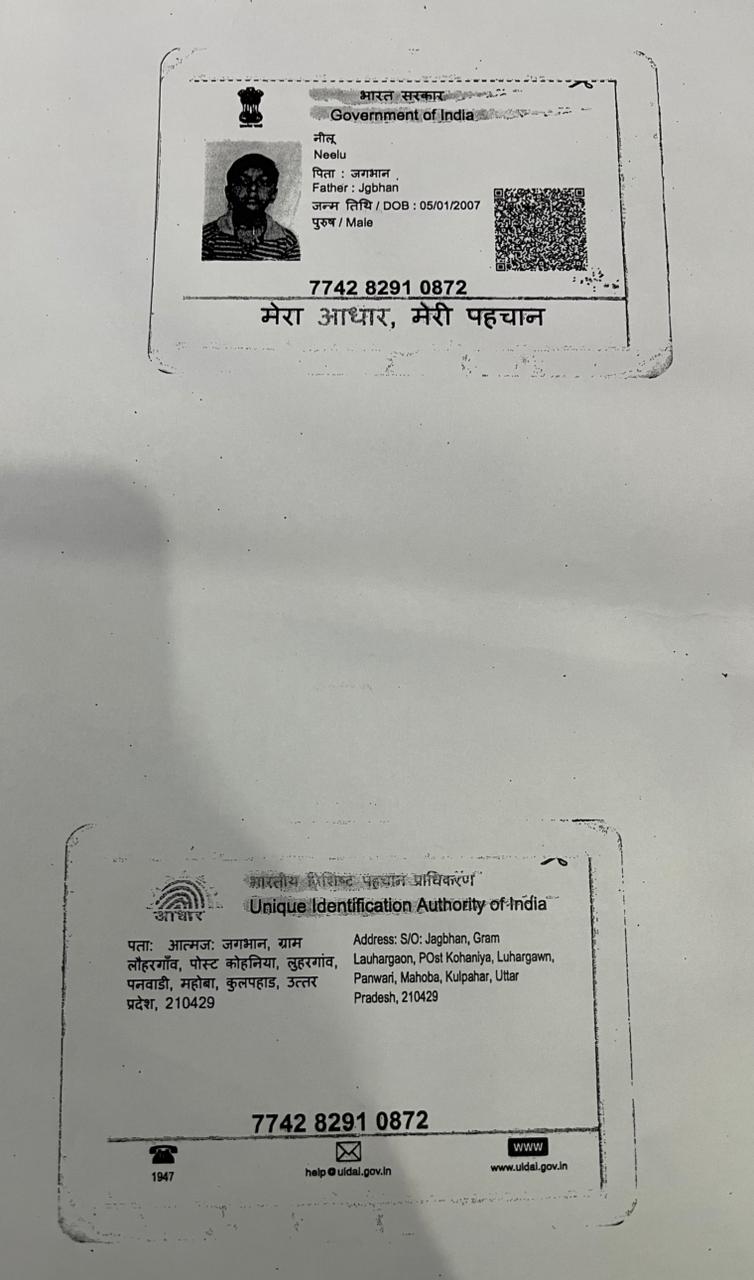 भारत सरकार
Government of India
नीलू
Neelu
पिता : जगभान
Father : Jgbhan
जन्म तिथि / DOB : 05/01/2007
पुरुष / Male
7742 8291 0872
मेरा आधार, मेरी पहचान
आधार
भारतीय विशिष्ट पहचान प्राधिकरण
Unique Identification Authority of India
पताः आत्मजः जगभान, ग्राम
लौहरगाँव, पोस्ट कोहनिया, लुहरगांव,
पनवाडी, महोबा, कुलपहाड, उत्तर
प्रदेश, 210429
Address: S/O: Jagbhan, Gram
Lauhargaon, POst Kohaniya, Luhargawn,
Panwari, Mahoba, Kulpahar, Uttar
Pradesh, 210429
7742 8291 0872
1947
help@uidai.gov.in
WWW
www.uidai.gov.in